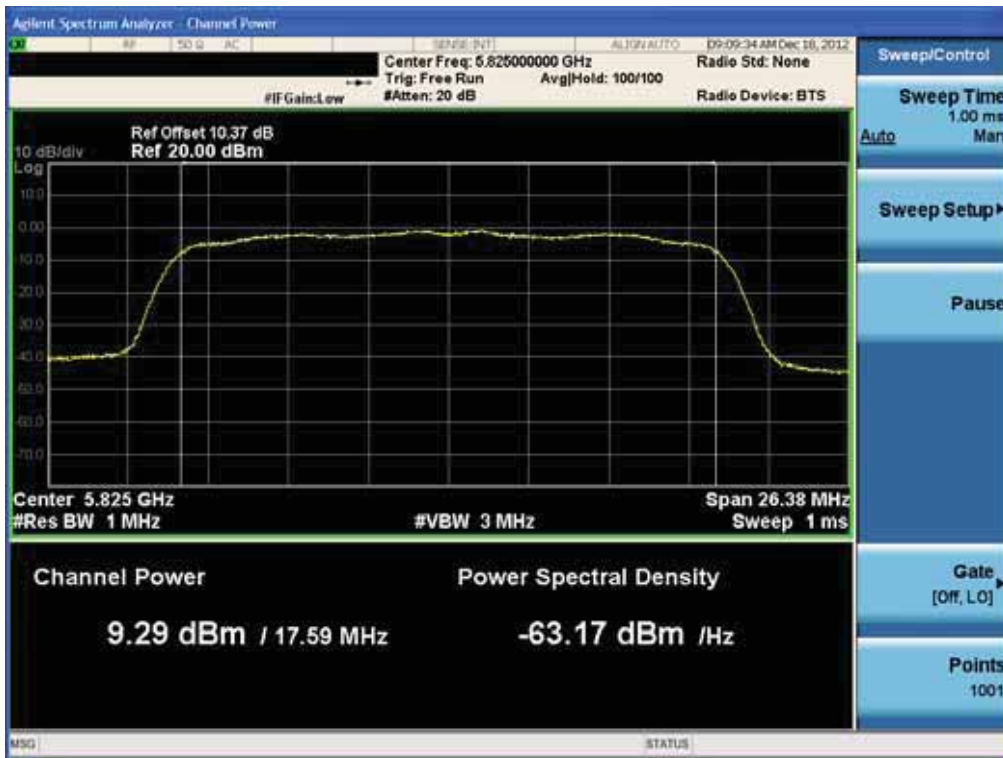 Agilent Spectrum Analyzer - Channel Power
RF 50 Ω AC SENSE:INT ALIGN AUTO 09:09:34 AM Dec 18, 2012
Center Freq: 5.825000000 GHz Radio Std: None
Trig: Free Run Avg|Hold: 100/100
#IFGain:Low #Atten: 20 dB Radio Device: BTS
Ref Offset 10.37 dB
10 dB/div Ref 20.00 dBm
Log
10.0
0.00
-10.0
-20.0
-30.0
-40.0
-50.0
-60.0
-70.0
Center 5.825 GHz Span 26.38 MHz
#Res BW 1 MHz #VBW 3 MHz Sweep 1 ms
Channel Power Power Spectral Density
9.29 dBm / 17.59 MHz -63.17 dBm /Hz
MSG STATUS
Sweep/Control
Sweep Time
1.00 ms
Auto Man
Sweep Setup
Pause
Gate
[Off, LO]
Points
1001